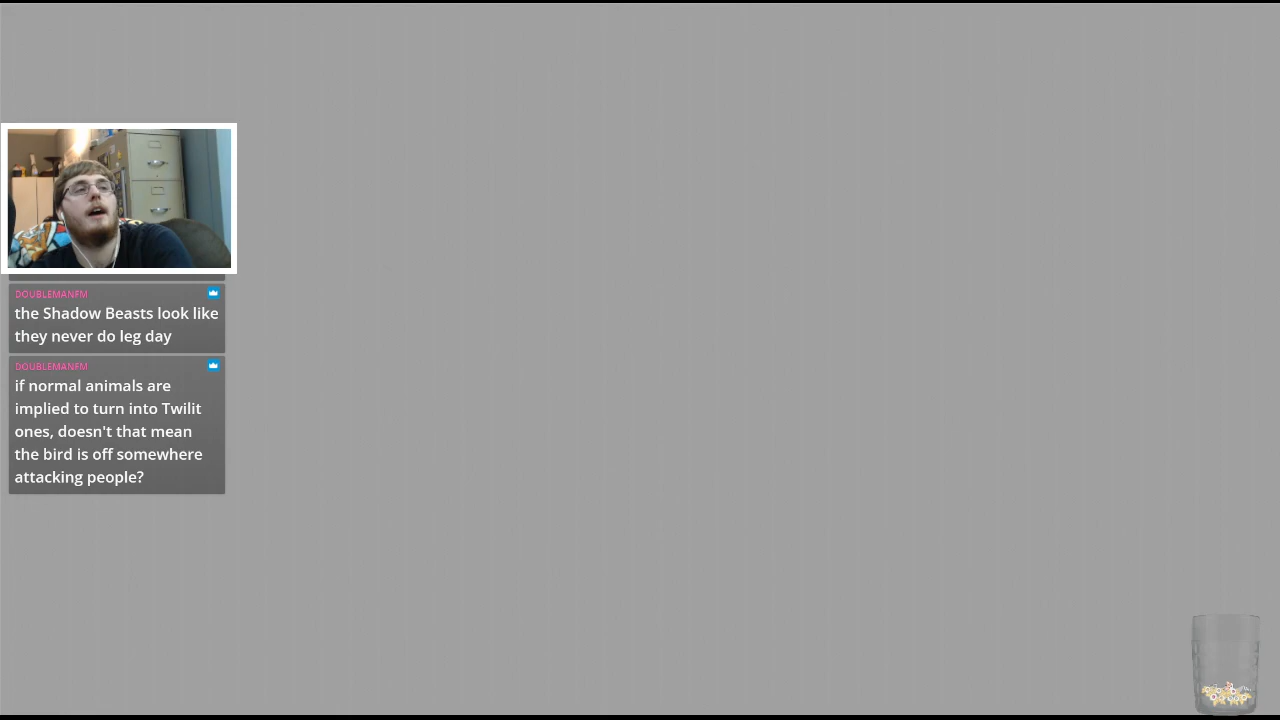 DOUBLEMANFM
the Shadow Beasts look like
they never do leg day
DOUBLEMANFM
if normal animals are
implied to turn into Twilit
ones, doesn't that mean
the bird is off somewhere
attacking people?